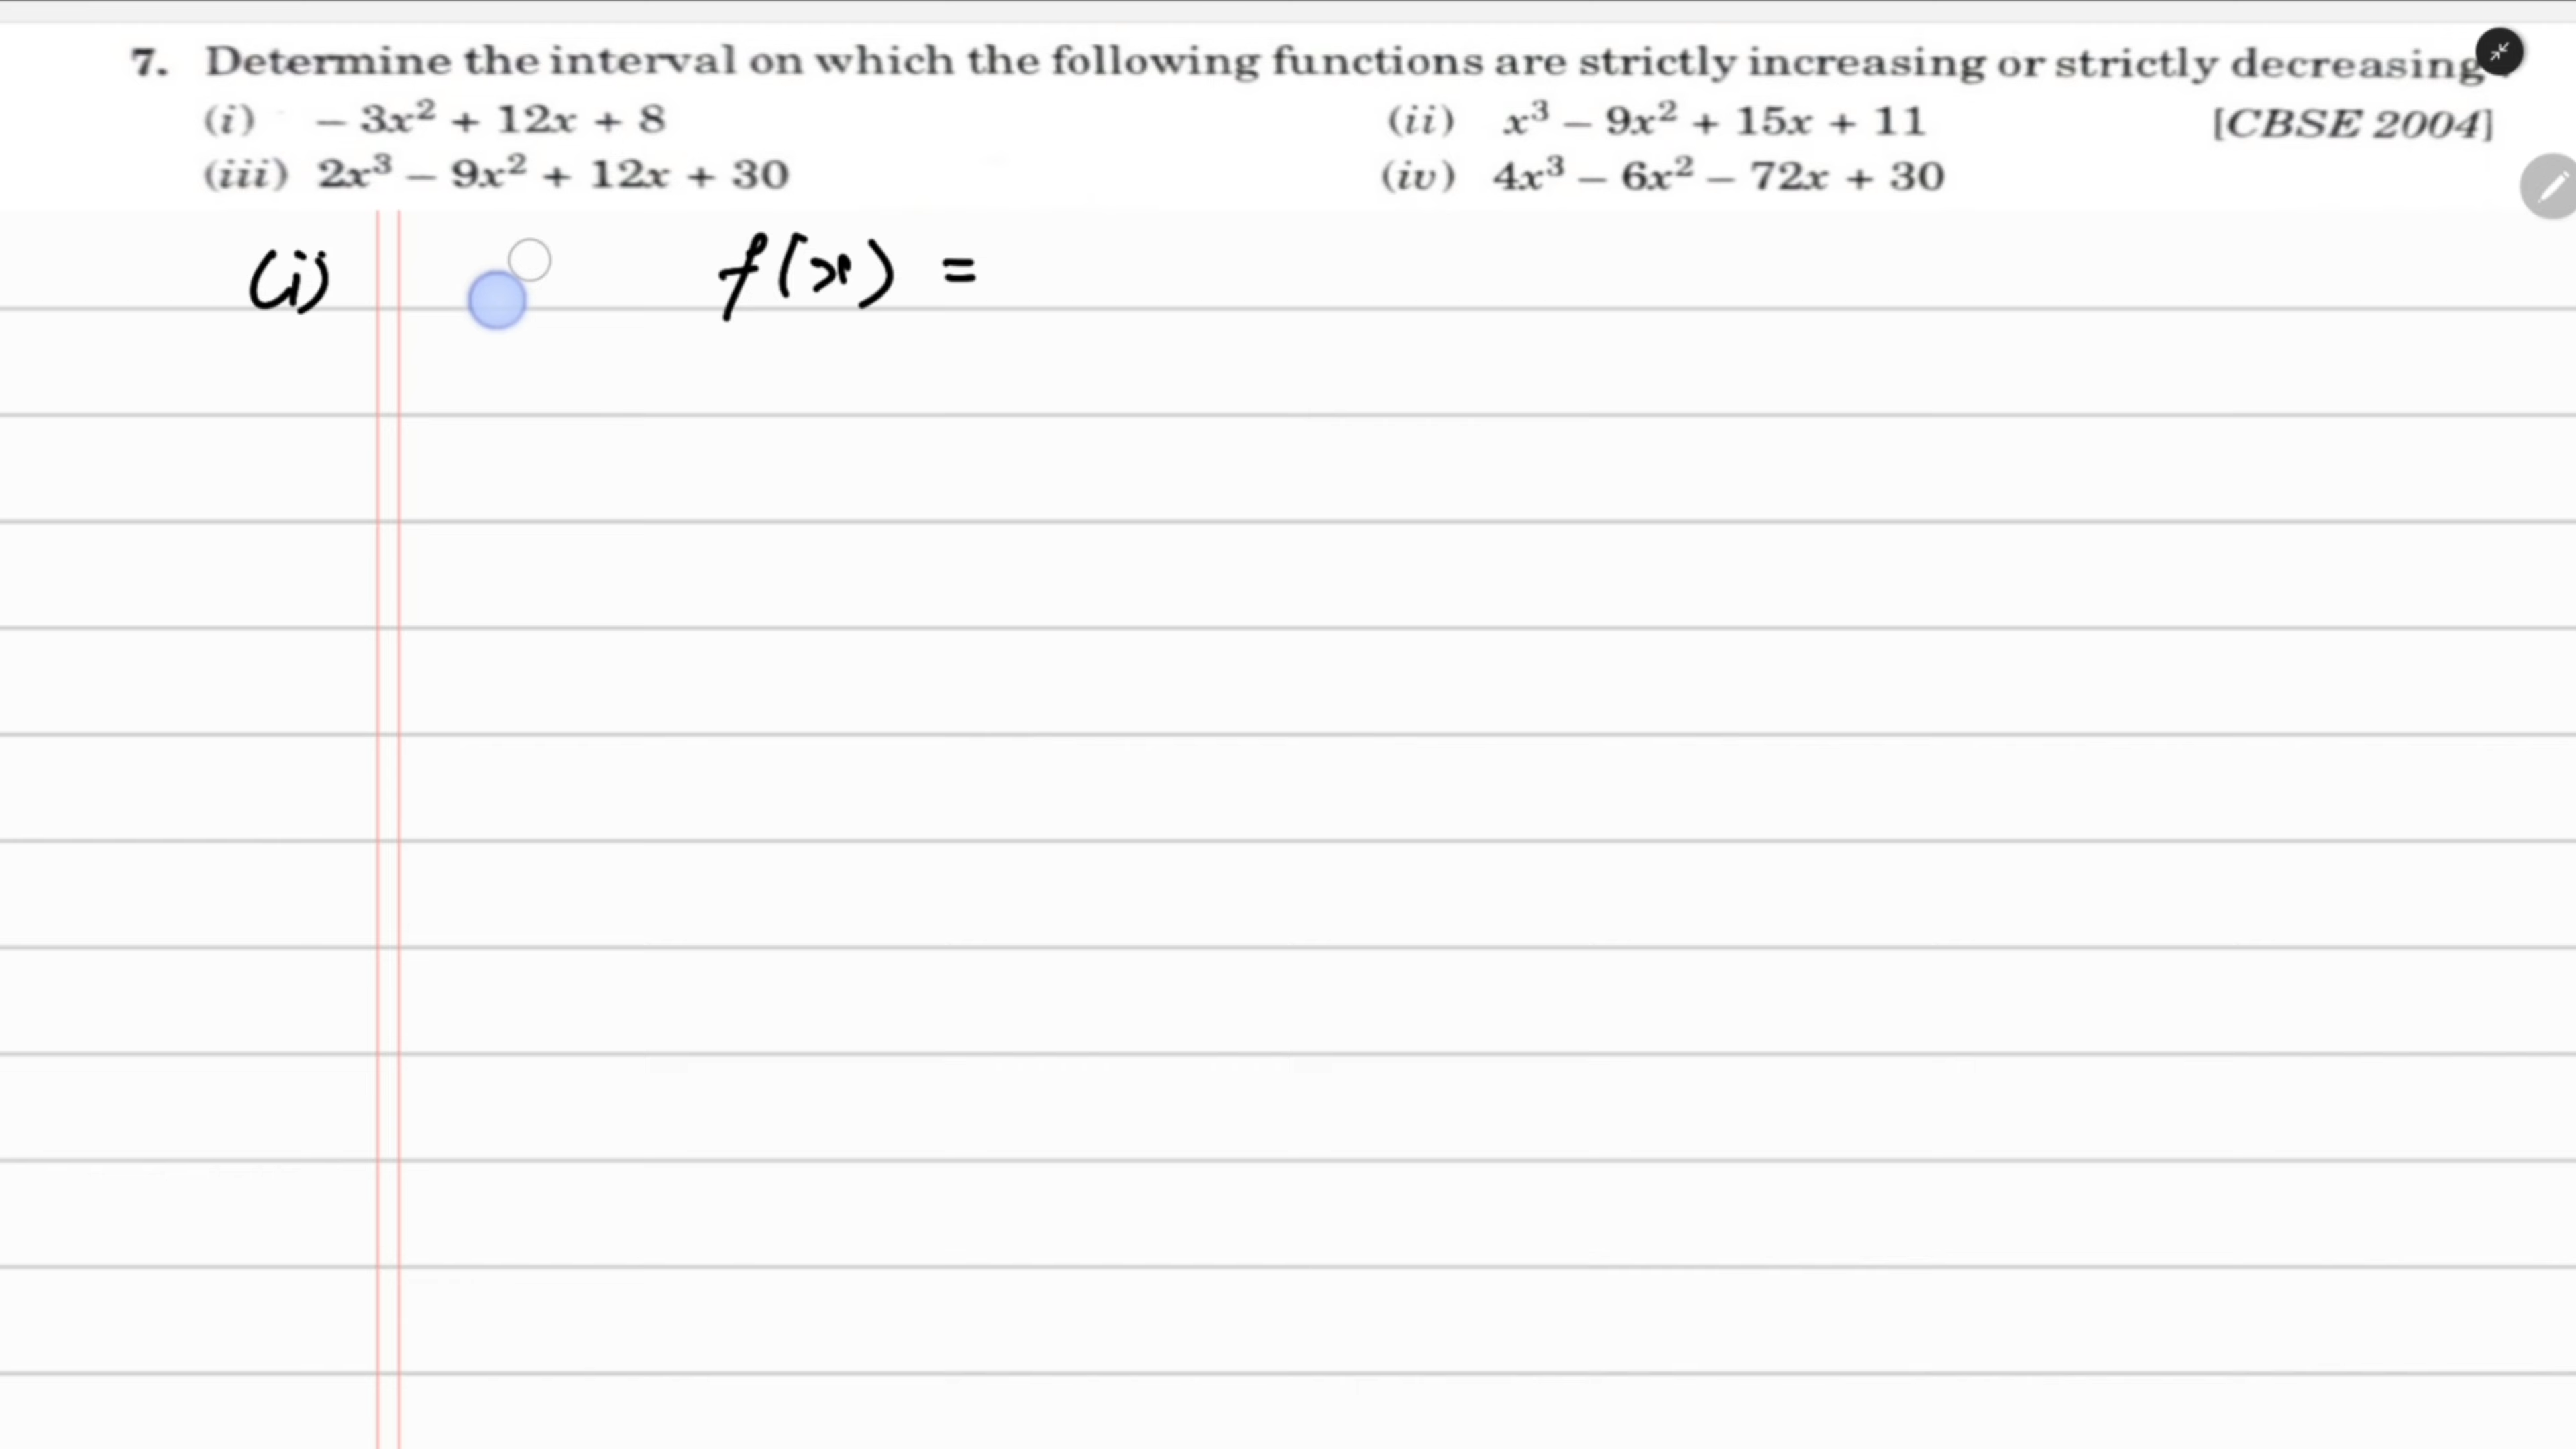 7. Determine the interval on which the following functions are strictly increasing or strictly decreasing
(i) – 3x² + 12x + 8 (ii) x³ – 9x² + 15x + 11 [CBSE 2004]
(iii) 2x³ – 9x² + 12x + 30 (iv) 4x³ – 6x² – 72x + 30
(i) f(x) =